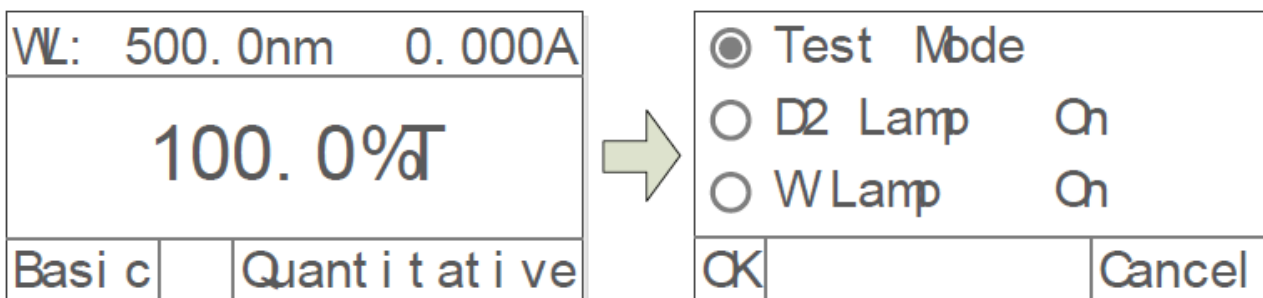 WL: 500.0nm 0.000A
100.0%T
Basic Quantitative
Test Mode
D2 Lamp On
W Lamp On
OK Cancel